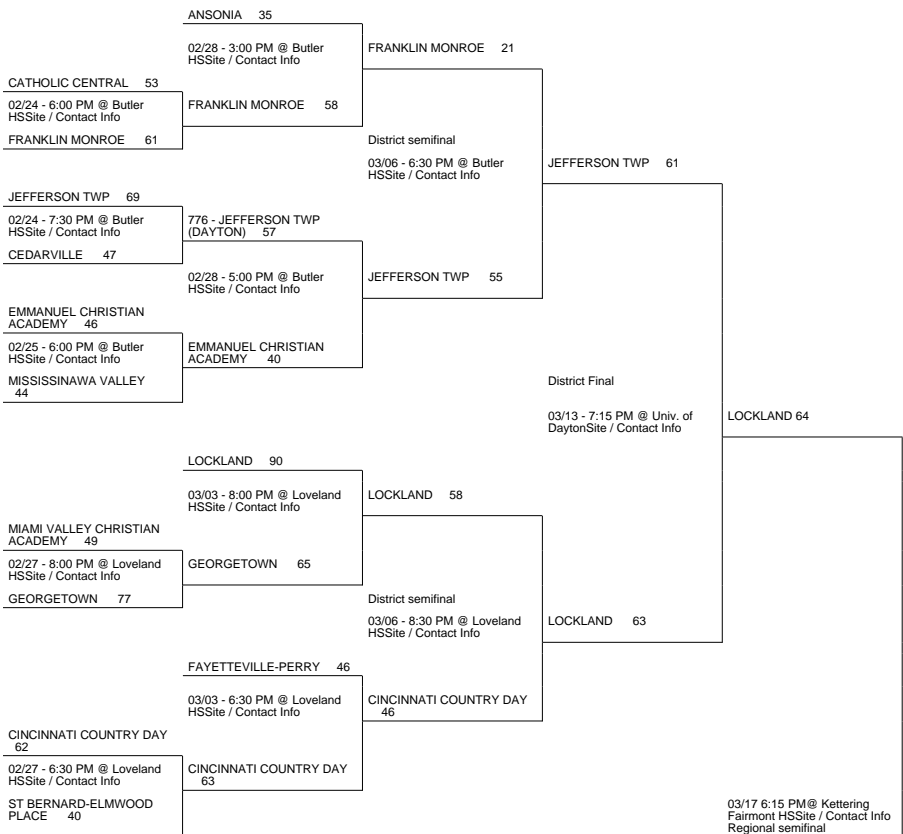 ANSONIA 35
02/28 - 3:00 PM @ Butler
HSSite / Contact Info
FRANKLIN MONROE 21
CATHOLIC CENTRAL 53
02/24 - 6:00 PM @ Butler
HSSite / Contact Info
FRANKLIN MONROE 58
FRANKLIN MONROE 61
District semifinal
03/06 - 6:30 PM @ Butler
HSSite / Contact Info
JEFFERSON TWP 61
JEFFERSON TWP 69
02/24 - 7:30 PM @ Butler
HSSite / Contact Info
776 - JEFFERSON TWP
(DAYTON) 57
CEDARVILLE 47
02/28 - 5:00 PM @ Butler
HSSite / Contact Info
JEFFERSON TWP 55
EMMANUEL CHRISTIAN
ACADEMY 46
02/25 - 6:00 PM @ Butler
HSSite / Contact Info
EMMANUEL CHRISTIAN
ACADEMY 40
MISSISSINAWA VALLEY
44
District Final
03/13 - 7:15 PM @ Univ. of
DaytonSite / Contact Info
LOCKLAND 64
LOCKLAND 90
03/03 - 8:00 PM @ Loveland
HSSite / Contact Info
LOCKLAND 58
MIAMI VALLEY CHRISTIAN
ACADEMY 49
02/27 - 8:00 PM @ Loveland
HSSite / Contact Info
GEORGETOWN 65
GEORGETOWN 77
District semifinal
03/06 - 8:30 PM @ Loveland
HSSite / Contact Info
LOCKLAND 63
FAYETTEVILLE-PERRY 46
03/03 - 6:30 PM @ Loveland
HSSite / Contact Info
CINCINNATI COUNTRY DAY
46
CINCINNATI COUNTRY DAY
62
02/27 - 6:30 PM @ Loveland
HSSite / Contact Info
CINCINNATI COUNTRY DAY
63
ST BERNARD-ELMWOOD
PLACE 40
03/17 6:15 PM@ Kettering
Fairmont HSSite / Contact Info
Regional semifinal